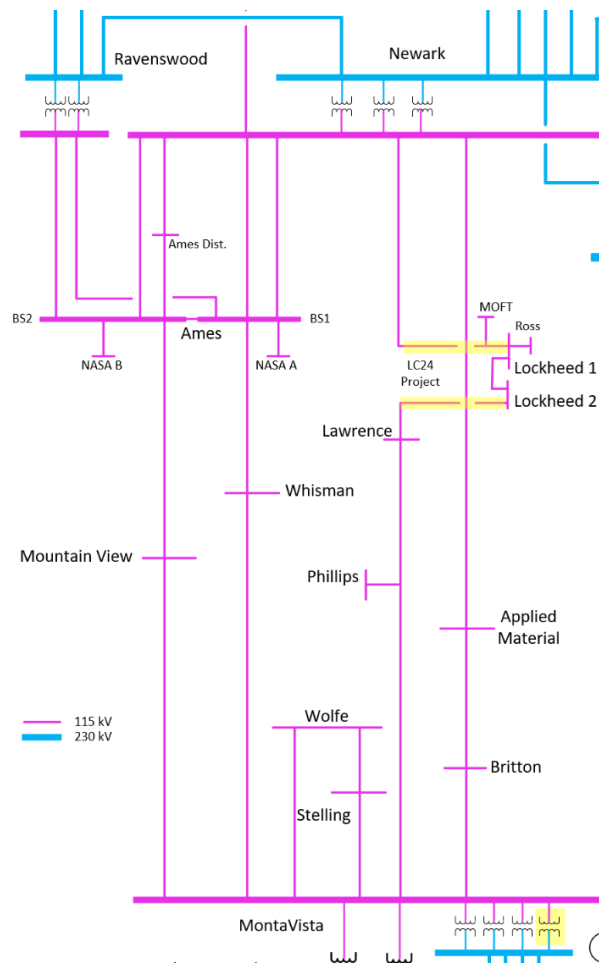 Ravenswood
Newark
Ames Dist.
MOFT
Ross
BS2
Ames
BS1
NASA B
NASA A
LC24
Project
Lockheed 1
Lockheed 2
Lawrence
Whisman
Mountain View
Phillips
Applied
Material
Wolfe
115 kV
230 kV
Britton
Stelling
MontaVista